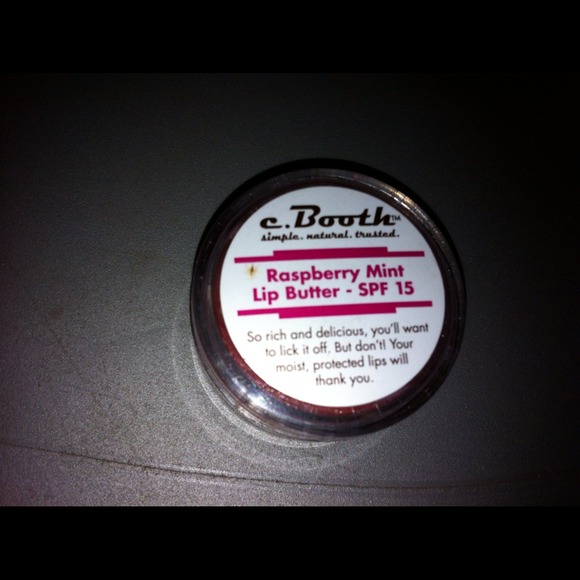 c.Booth™
simple. natural. trusted.
Raspberry Mint
Lip Butter - SPF 15
So rich and delicious, you'll want
to lick it off. But don't! Your
moist, protected lips will
thank you.